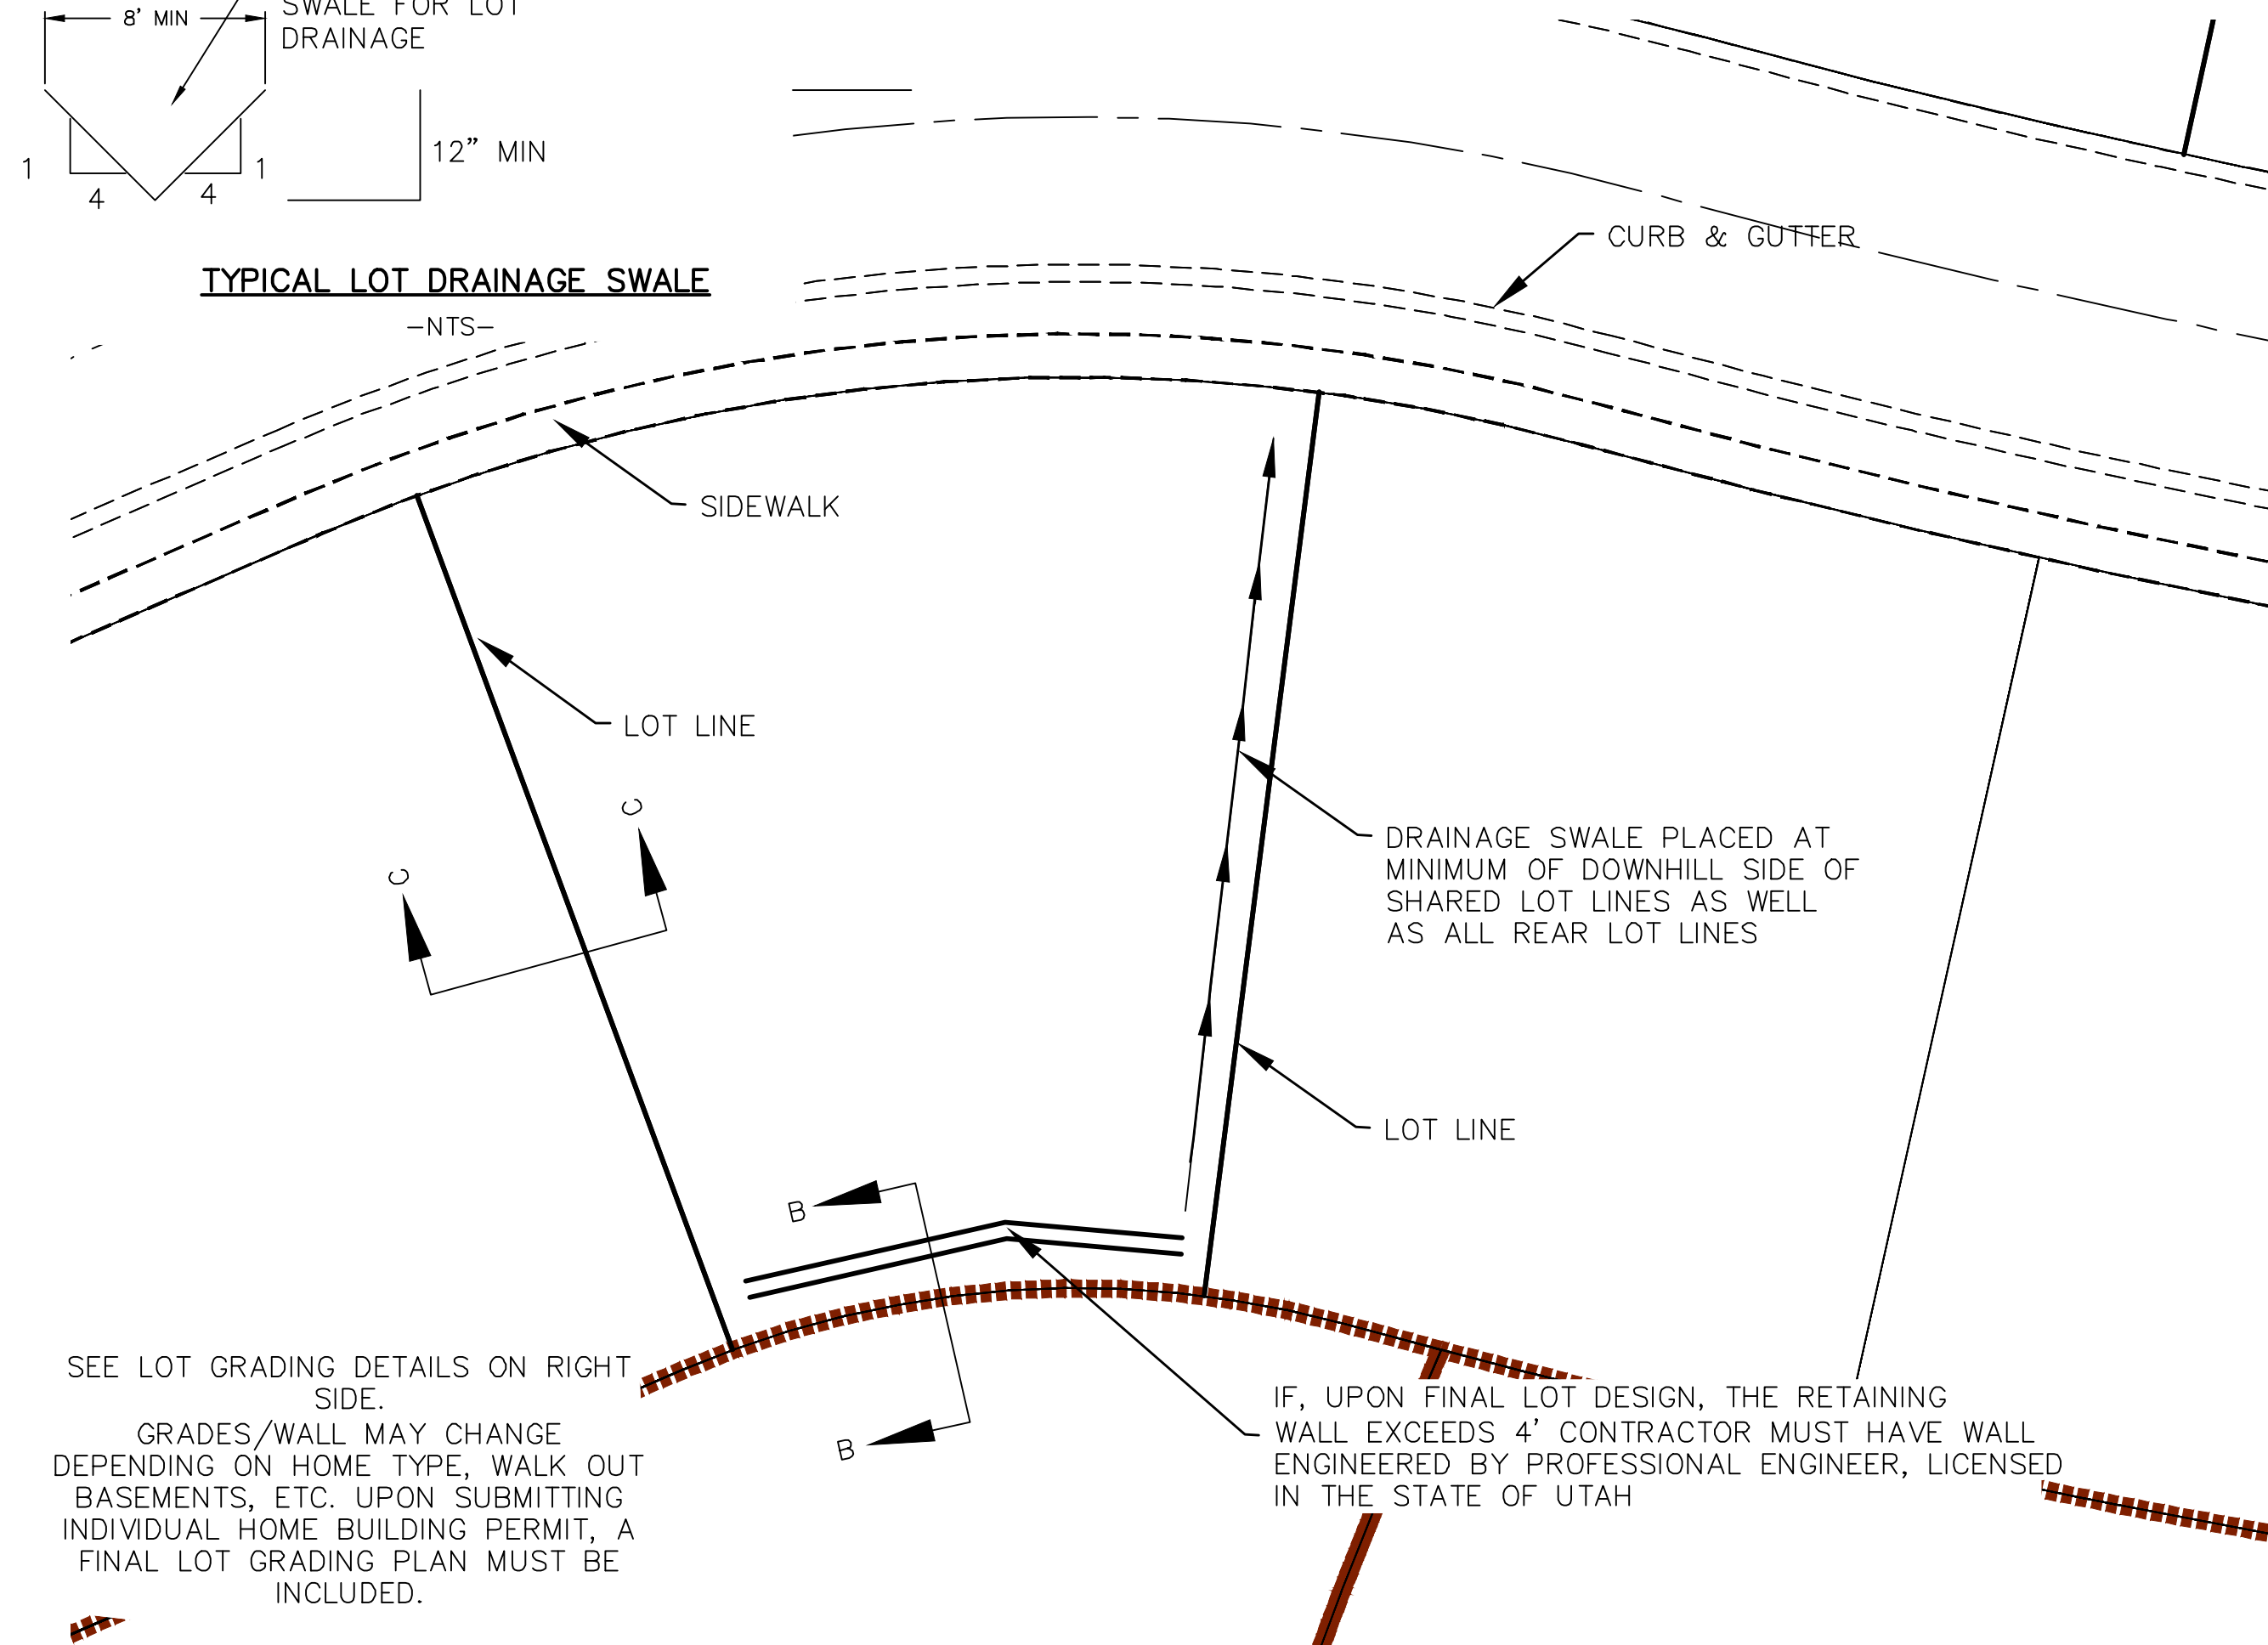 8' MIN
SWALE FOR LOT
DRAINAGE
12” MIN
1
4
4
1
TYPICAL LOT DRAINAGE SWALE
-NTS-
CURB & GUTTER
SIDEWALK
LOT LINE
C
C
DRAINAGE SWALE PLACED AT
MINIMUM OF DOWNHILL SIDE OF
SHARED LOT LINES AS WELL
AS ALL REAR LOT LINES
LOT LINE
B
B
SEE LOT GRADING DETAILS ON RIGHT
SIDE.
GRADES/WALL MAY CHANGE
DEPENDING ON HOME TYPE, WALK OUT
BASEMENTS, ETC. UPON SUBMITTING
INDIVIDUAL HOME BUILDING PERMIT, A
FINAL LOT GRADING PLAN MUST BE
INCLUDED.
IF, UPON FINAL LOT DESIGN, THE RETAINING
WALL EXCEEDS 4' CONTRACTOR MUST HAVE WALL
ENGINEERED BY PROFESSIONAL ENGINEER, LICENSED
IN THE STATE OF UTAH